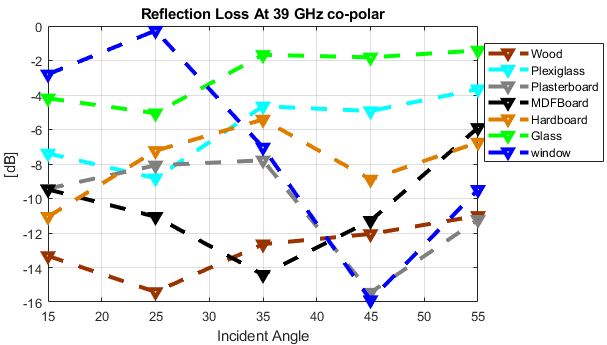 Reflection Loss At 39 GHz co-polar
0
-2
-4
-6
-8
-10
-12
-14
-16
[dB]
15 20 25 30 35 40 45 50 55
Incident Angle
Wood
Plexiglass
Plasterboard
MDFBoard
Hardboard
Glass
window